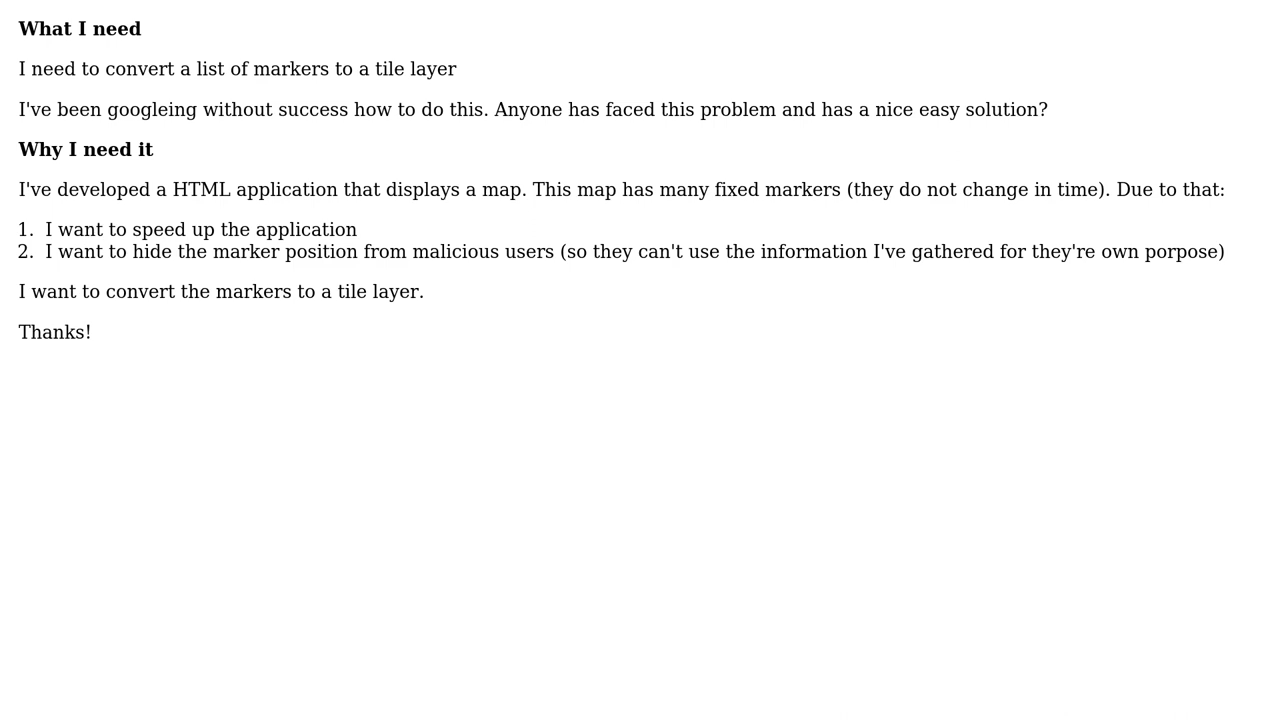 What I need
I need to convert a list of markers to a tile layer
I've been googleing without success how to do this. Anyone has faced this problem and has a nice easy solution?
Why I need it
I've developed a HTML application that displays a map. This map has many fixed markers (they do not change in time). Due to that:
1. I want to speed up the application
2. I want to hide the marker position from malicious users (so they can't use the information I've gathered for they're own porpose)
I want to convert the markers to a tile layer.
Thanks!